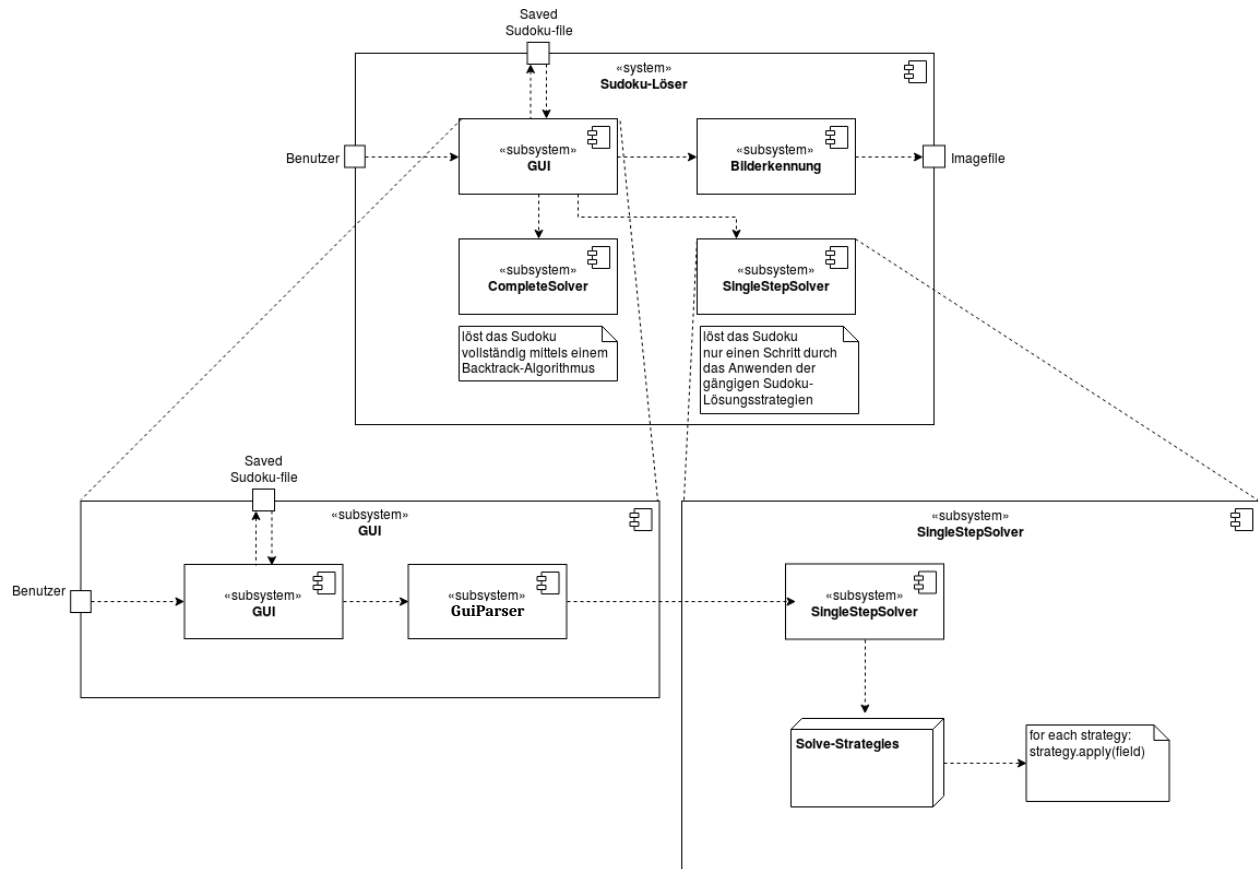 Saved
Sudoku-file
«system»
Sudoku-Löser
Benutzer
«subsystem»
GUI
«subsystem»
Bilderkennung
Imagefile
«subsystem»
CompleteSolver
«subsystem»
SingleStepSolver
löst das Sudoku
vollständig mittels einem
Backtrack-Algorithmus
löst das Sudoku
nur einen Schritt durch
das Anwenden der
gängigen Sudoku-
Lösungsstrategien
Saved
Sudoku-file
«subsystem»
GUI
Benutzer
«subsystem»
GUI
«subsystem»
GuiParser
«subsystem»
SingleStepSolver
«subsystem»
SingleStepSolver
Solve-Strategies
for each strategy:
strategy.apply(field)